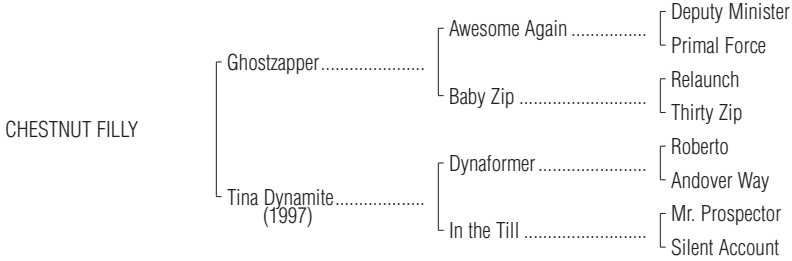 Deputy Minister
Awesome Again ................
Primal Force
Ghostzapper......................
Relaunch
Baby Zip ...........................
Thirty Zip
CHESTNUT FILLY
Roberto
Dynaformer .......................
Andover Way
Tina Dynamite...................
(1997)
Mr. Prospector
In the Till ..........................
Silent Account